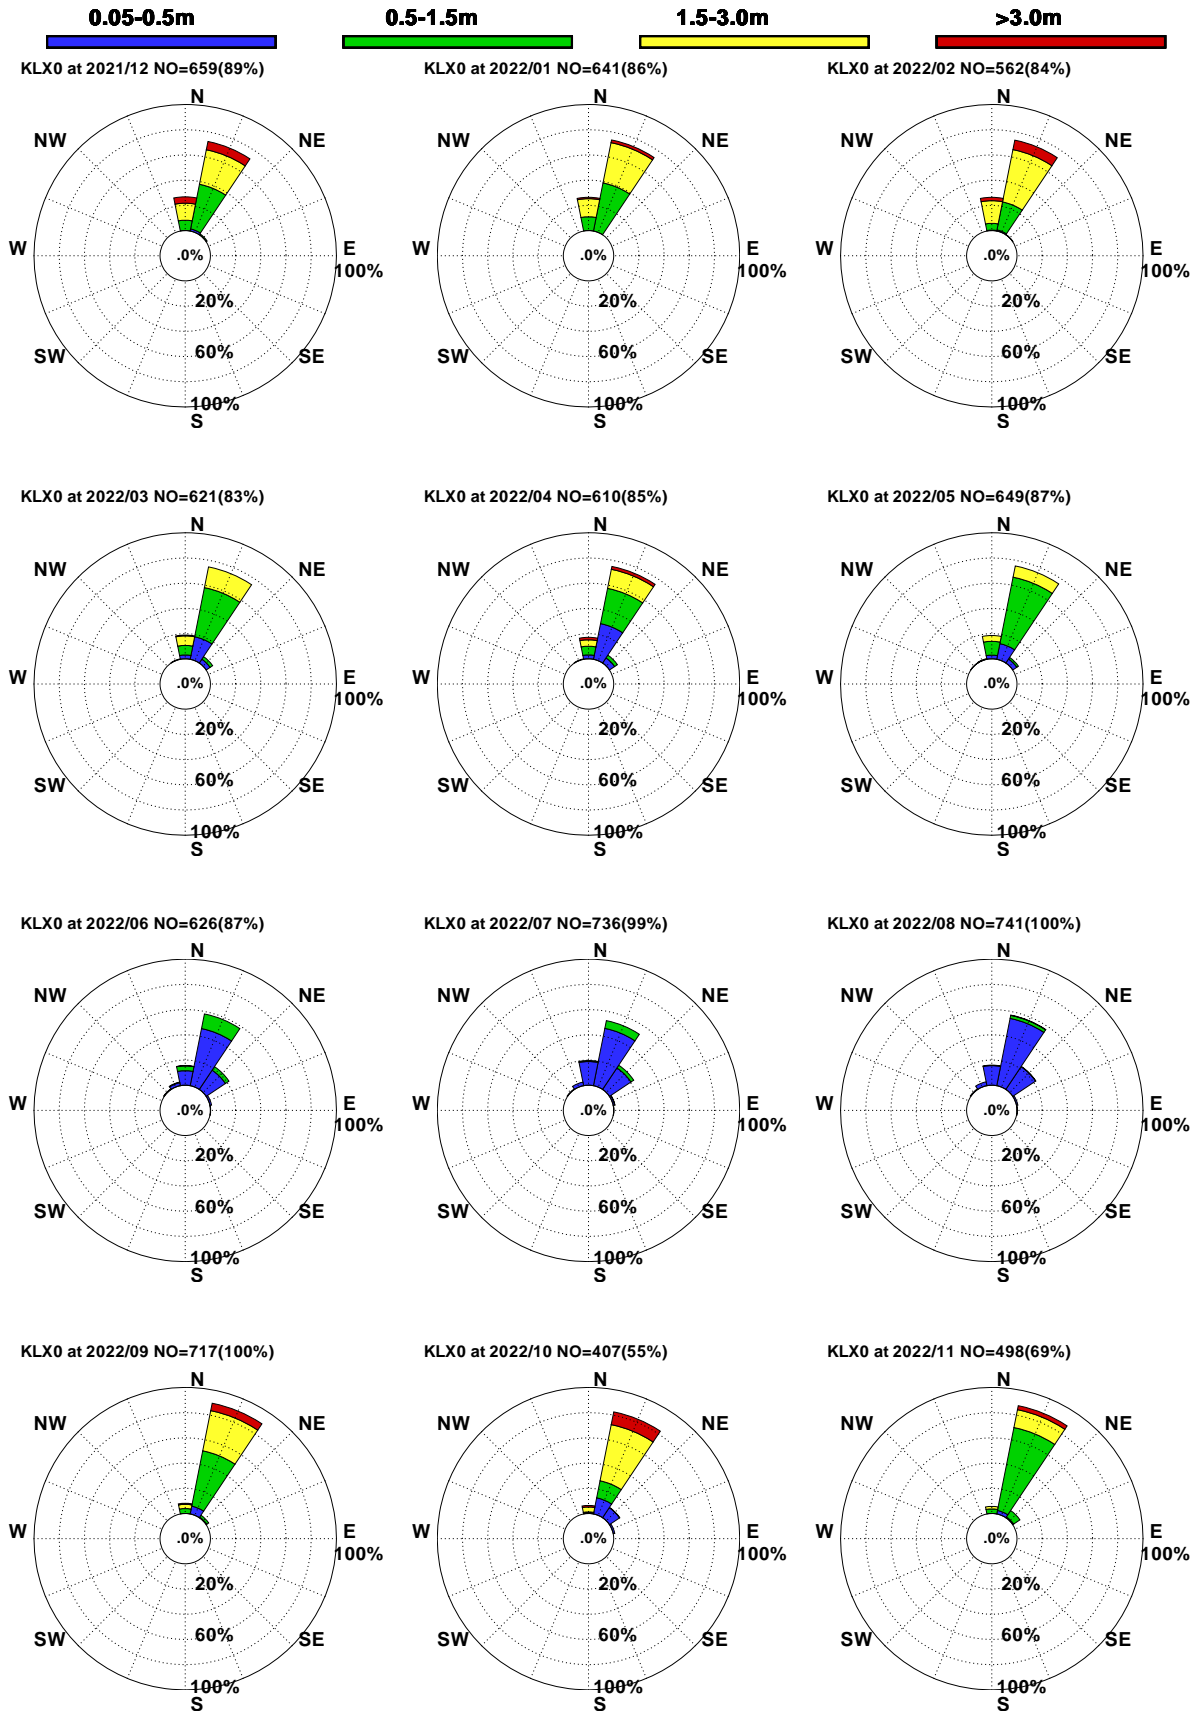 0.05-0.5m 0.5-1.5m 1.5-3.0m >3.0m
KLX0 at 2021/12 NO=659(89%) KLX0 at 2022/01 NO=641(86%) KLX0 at 2022/02 NO=562(84%)
N N N
NW NE NW NE NW NE
W .0% E W .0% E W .0% E
100% 100% 100%
20% 20% 20%
SW 60% SE SW 60% SE SW 60% SE
100% 100% 100%
S S S
KLX0 at 2022/03 NO=621(83%) KLX0 at 2022/04 NO=610(85%) KLX0 at 2022/05 NO=649(87%)
N N N
NW NE NW NE NW NE
W .0% E W .0% E W .0% E
100% 100% 100%
20% 20% 20%
SW 60% SE SW 60% SE SW 60% SE
100% 100% 100%
S S S
KLX0 at 2022/06 NO=626(87%) KLX0 at 2022/07 NO=736(99%) KLX0 at 2022/08 NO=741(100%)
N N N
NW NE NW NE NW NE
W .0% E W .0% E W .0% E
100% 100% 100%
20% 20% 20%
SW 60% SE SW 60% SE SW 60% SE
100% 100% 100%
S S S
KLX0 at 2022/09 NO=717(100%) KLX0 at 2022/10 NO=407(55%) KLX0 at 2022/11 NO=498(69%)
N N N
NW NE NW NE NW NE
W .0% E W .0% E W .0% E
100% 100% 100%
20% 20% 20%
SW 60% SE SW 60% SE SW 60% SE
100% 100% 100%
S S S